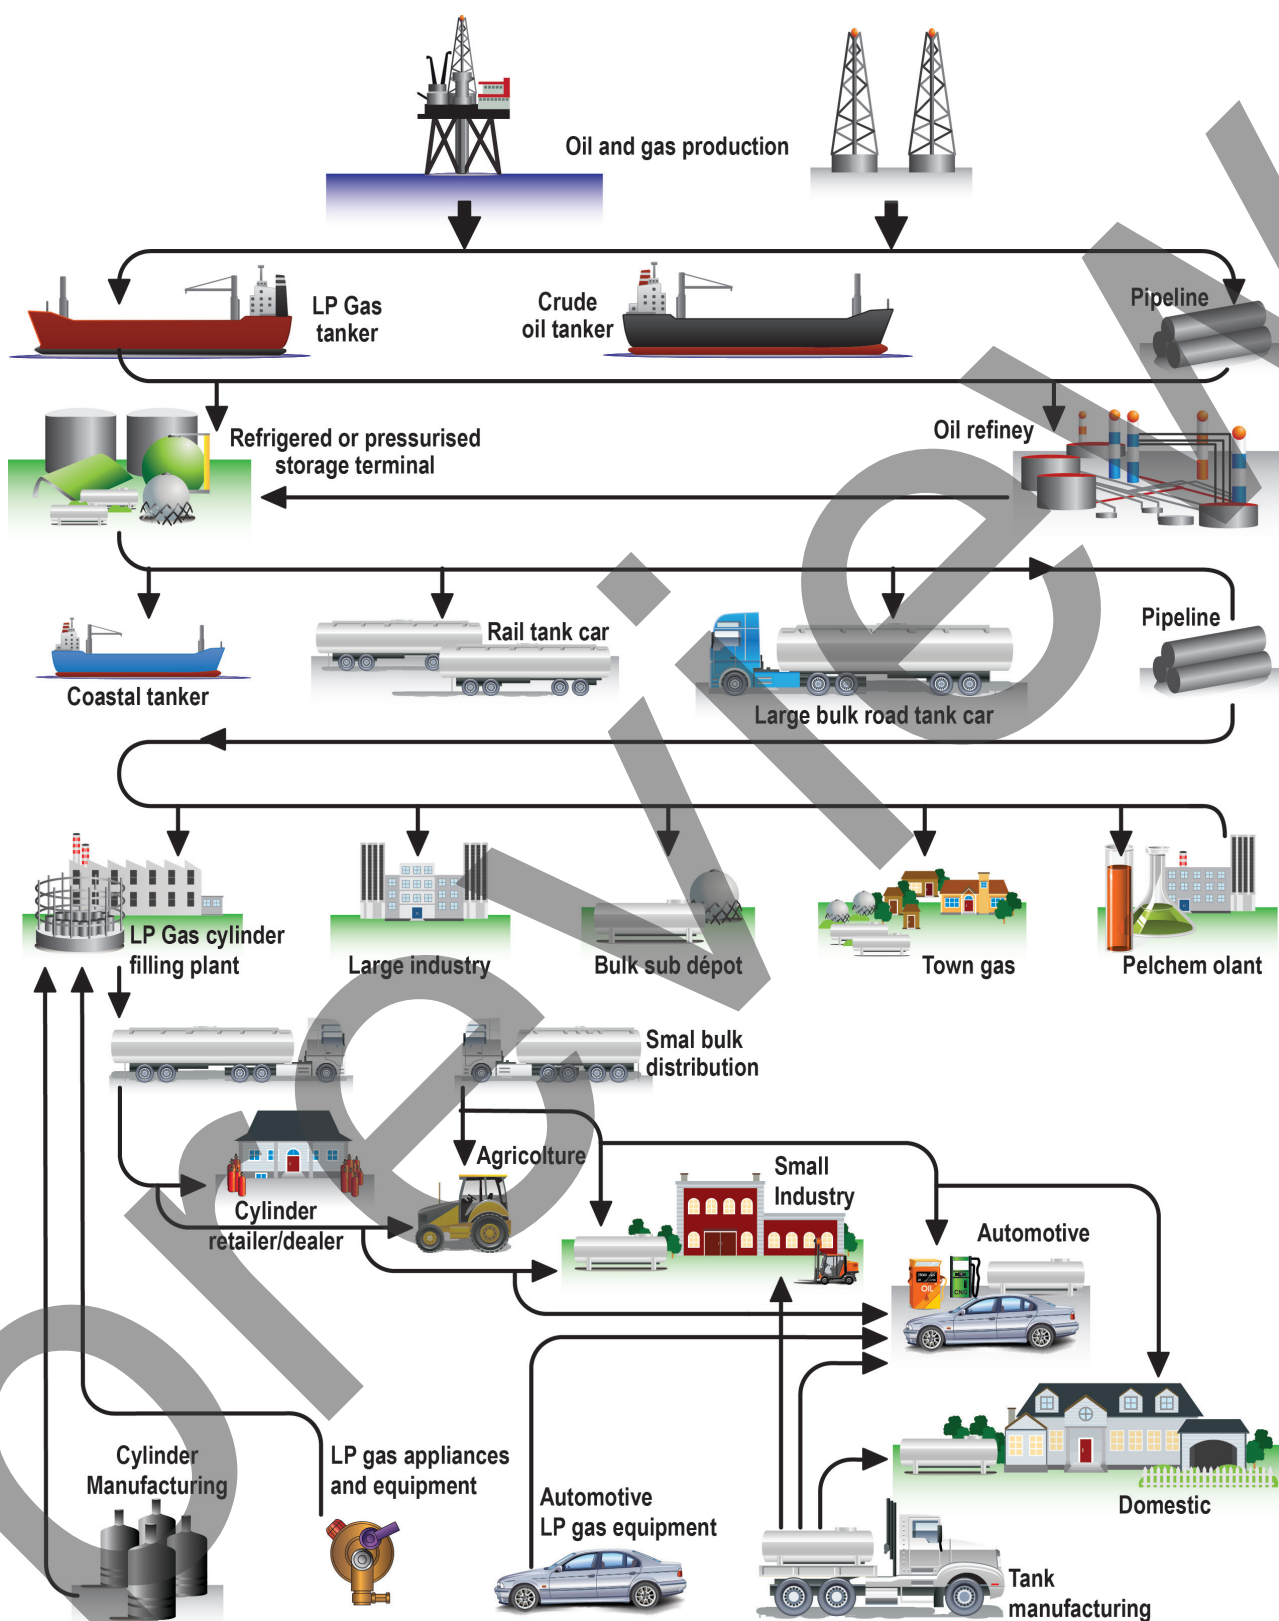 Oil and gas production
LP Gas
tanker
Crude
oil tanker
Pipeline
Refrigered or pressurised
storage terminal
Oil refiney
Rail tank car
Pipeline
Coastal tanker
Large bulk road tank car
LP Gas cylinder
filling plant
Large industry
Bulk sub dépot
Town gas
Pelchem olant
Smal bulk
distribution
Agricolture
Small
Industry
Cylinder
retailer/dealer
Automotive
OIL
CNG
Cylinder
Manufacturing
LP gas appliances
and equipment
Automotive
LP gas equipment
Domestic
Tank
manufacturing
preview